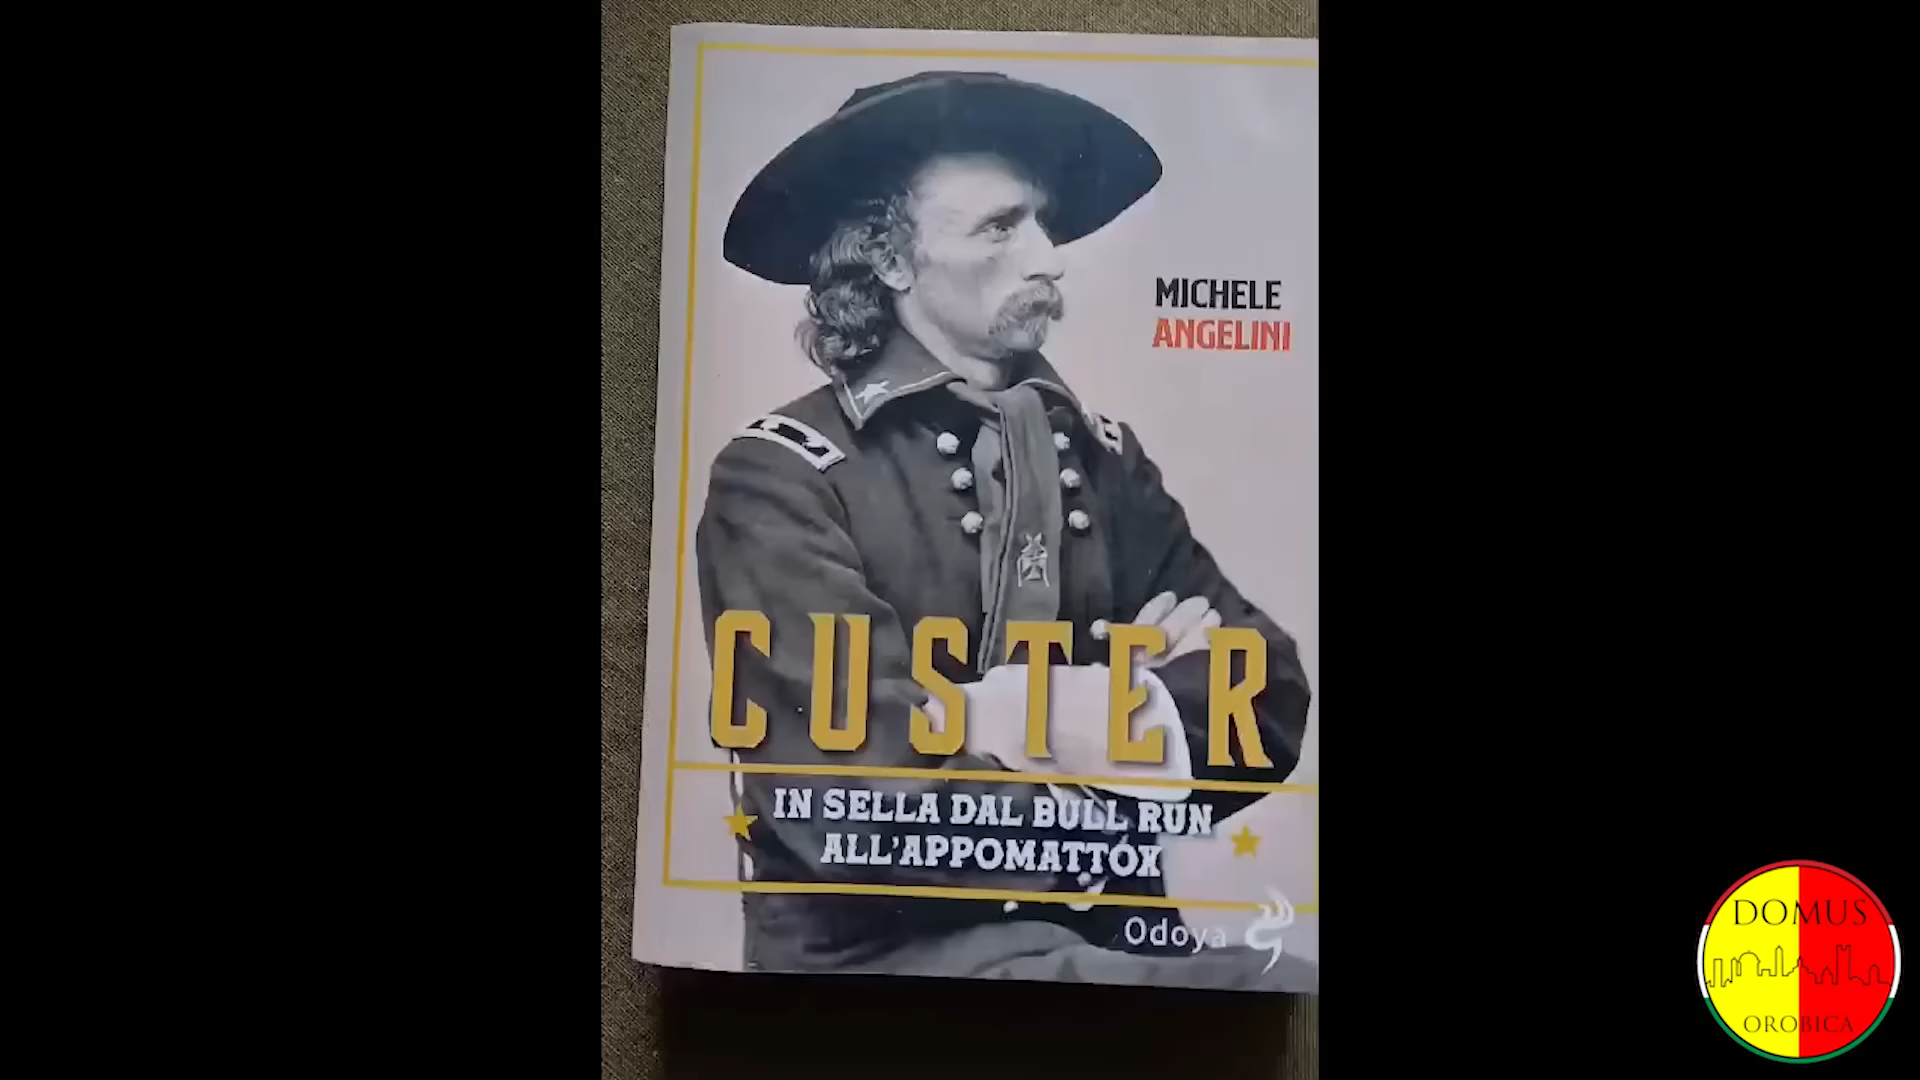 MICHELE
ANGELINI
CUSTER
IN SELLA DAL BULL RUN
ALL'APPOMATTOX
Odoya
DOMUS
OROBICA